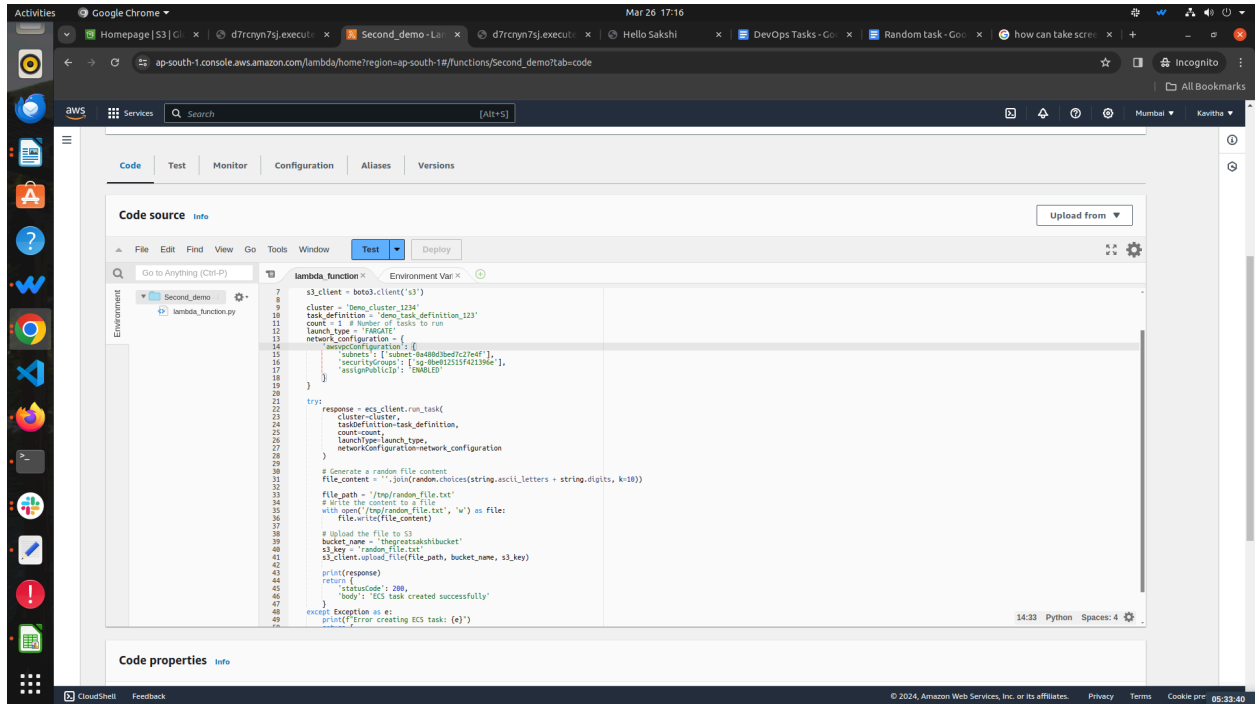 Activities Google Chrome ▾ Mar 26 17:16
Homepage | S3 | Gl × d7rcnyn7sj.execute × Second_demo - Lam × d7rcnyn7sj.execute × Hello Sakshi × DevOps Tasks - Goo × Random task - Goo × how can take scree × +
ap-south-1.console.aws.amazon.com/lambda/home?region=ap-south-1#/functions/Second_demo?tab=code Incognito
All Bookmarks
aws Services Search [Alt+S] Mumbai ▼ Kavitha ▼
Code Test Monitor Configuration Aliases Versions
Code source Info Upload from ▼
File Edit Find View Go Tools Window Test Deploy
Go to Anything (Ctrl-P) lambda_function × Environment Var ×
Environment
Second_demo
lambda_function.py
7 s3_client = boto3.client('s3')
8
9 cluster = 'Demo_cluster_1234'
10 task_definition = 'demo_task_definition_123'
11 count = 1 # Number of tasks to run
12 launch_type = 'FARGATE'
13 network_configuration = {
14 'awsvpcConfiguration': {
15 'subnets': ['subnet-0a480d3bed7c27e4f'],
16 'securityGroups': ['sg-0be012515f421396e'],
17 'assignPublicIp': 'ENABLED'
18 }
19 }
20
21 try:
22 response = ecs_client.run_task(
23 cluster=cluster,
24 taskDefinition=task_definition,
25 count=count,
26 launchType=launch_type,
27 networkConfiguration=network_configuration
28 )
29
30 # Generate a random file content
31 file_content = ''.join(random.choices(string.ascii_letters + string.digits, k=10))
32
33 file_path = '/tmp/random_file.txt'
34 # Write the content to a file
35 with open('/tmp/random_file.txt', 'w') as file:
36 file.write(file_content)
37
38 # Upload the file to S3
39 bucket_name = 'thegreatsakshibucket'
40 s3_key = 'random_file.txt'
41 s3_client.upload_file(file_path, bucket_name, s3_key)
42
43 print(response)
44 return {
45 'statusCode': 200,
46 'body': 'ECS task created successfully'
47 }
48 except Exception as e:
49 print(f"Error creating ECS task: {e}")
14:33 Python Spaces: 4
Code properties Info
CloudShell Feedback © 2024, Amazon Web Services, Inc. or its affiliates. Privacy Terms Cookie pre
05:33:40